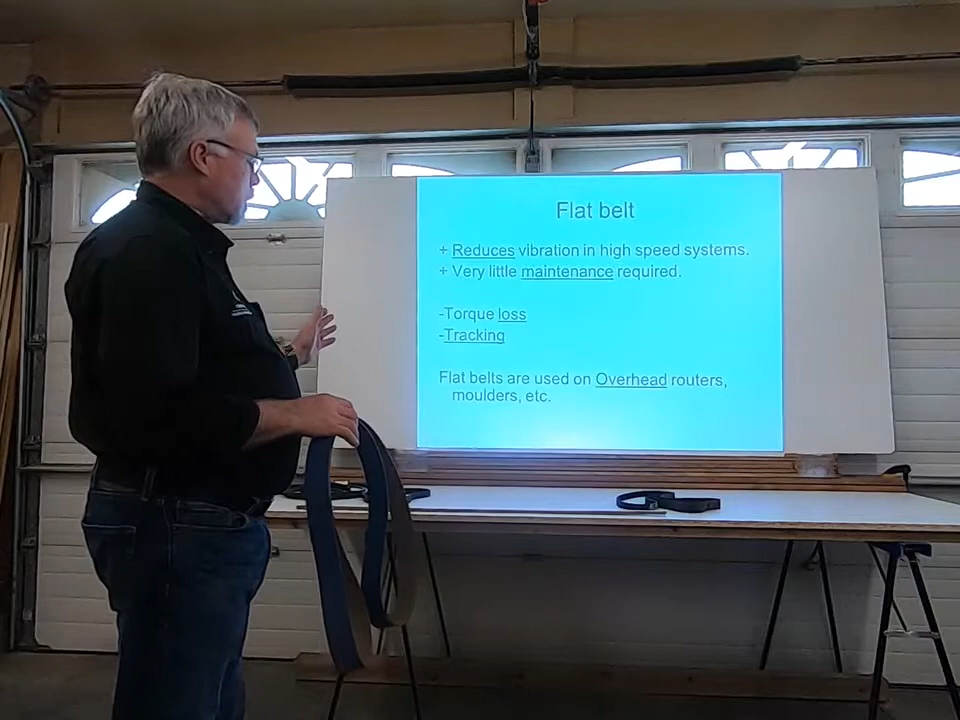 Flat belt
+ Reduces vibration in high speed systems.
+ Very little maintenance required.
-Torque loss
-Tracking
Flat belts are used on Overhead routers,
moulders, etc.